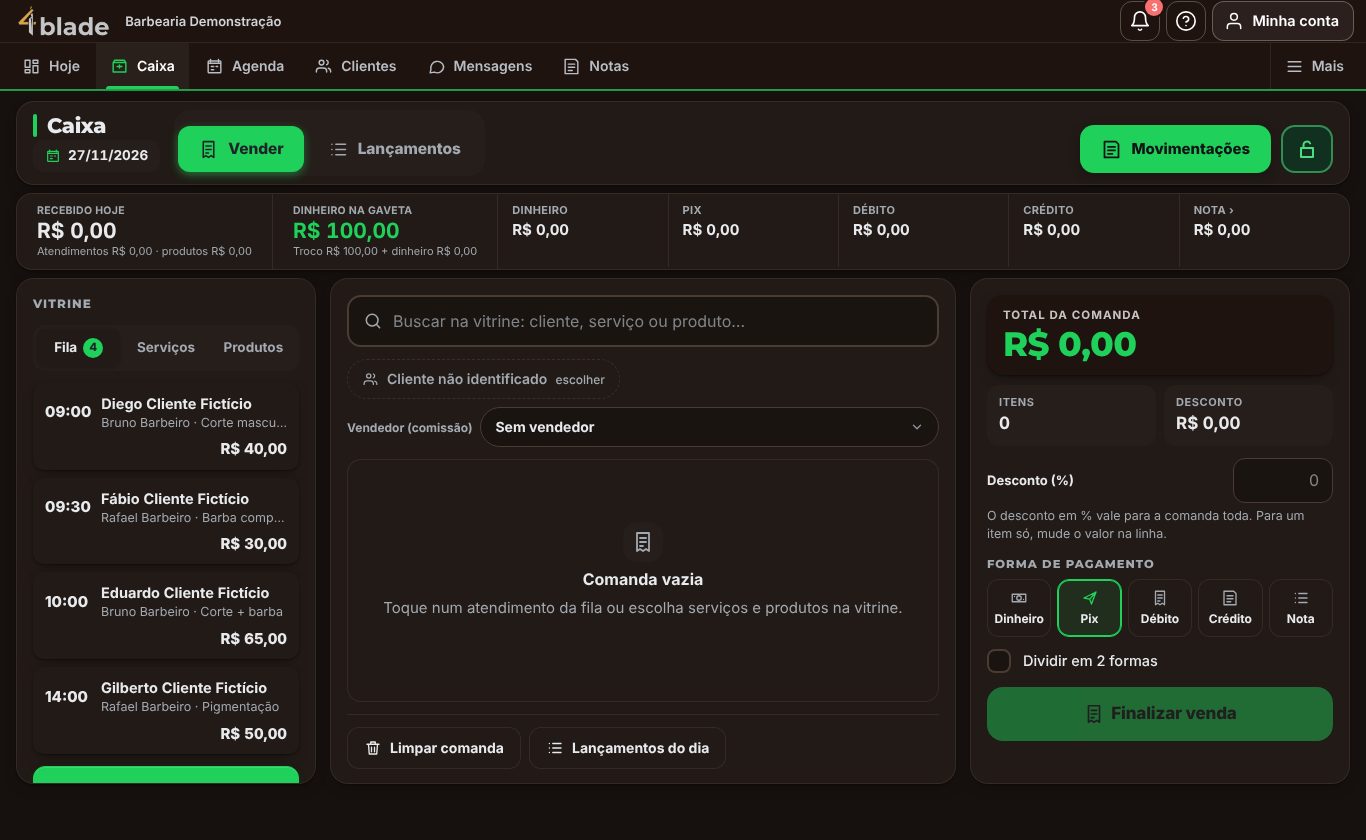 4blade
Barbearia Demonstração
3
Minha conta
Hoje
Caixa
Agenda
Clientes
Mensagens
Notas
Mais
Caixa
27/11/2026
Vender
Lançamentos
Movimentações
RECEBIDO HOJE
R$ 0,00
Atendimentos R$ 0,00 · produtos R$ 0,00
DINHEIRO NA GAVETA
R$ 100,00
Troco R$ 100,00 + dinheiro R$ 0,00
DINHEIRO
R$ 0,00
PIX
R$ 0,00
DÉBITO
R$ 0,00
CRÉDITO
R$ 0,00
NOTA ›
R$ 0,00
VITRINE
Fila 4
Serviços
Produtos
09:00
Diego Cliente Fictício
Bruno Barbeiro · Corte mascu...
R$ 40,00
09:30
Fábio Cliente Fictício
Rafael Barbeiro · Barba comp...
R$ 30,00
10:00
Eduardo Cliente Fictício
Bruno Barbeiro · Corte + barba
R$ 65,00
14:00
Gilberto Cliente Fictício
Rafael Barbeiro · Pigmentação
R$ 50,00
Buscar na vitrine: cliente, serviço ou produto...
Cliente não identificado escolher
Vendedor (comissão)
Sem vendedor
Comanda vazia
Toque num atendimento da fila ou escolha serviços e produtos na vitrine.
Limpar comanda
Lançamentos do dia
TOTAL DA COMANDA
R$ 0,00
ITENS
0
DESCONTO
R$ 0,00
Desconto (%)
0
O desconto em % vale para a comanda toda. Para um
item só, mude o valor na linha.
FORMA DE PAGAMENTO
Dinheiro
Pix
Débito
Crédito
Nota
Dividir em 2 formas
Finalizar venda